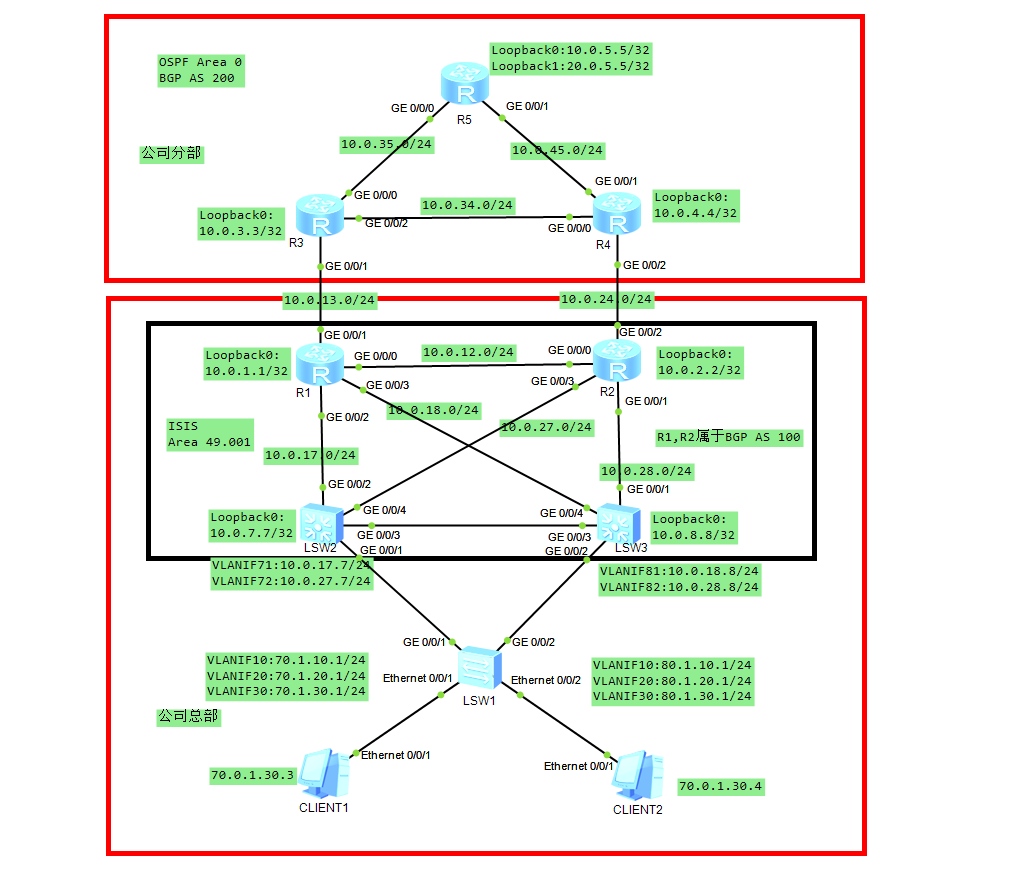 Loopback0:10.0.5.5/32
Loopback1:20.0.5.5/32
OSPF Area 0
BGP AS 200
GE 0/0/0
GE 0/0/1
R5
公司分部
10.0.35.0/24
10.0.45.0/24
GE 0/0/0
GE 0/0/1
Loopback0:
10.0.3.3/32
10.0.34.0/24
Loopback0:
10.0.4.4/32
GE 0/0/2
GE 0/0/0
R3
R4
GE 0/0/1
GE 0/0/2
10.0.13.0/24
10.0.24.0/24
GE 0/0/1
GE 0/0/2
Loopback0:
10.0.1.1/32
GE 0/0/0
10.0.12.0/24
GE 0/0/0
Loopback0:
10.0.2.2/32
R1
GE 0/0/3
GE 0/0/3
R2
GE 0/0/2
10.0.18.0/24
10.0.27.0/24
GE 0/0/1
ISIS
Area 49.001
R1,R2属于BGP AS 100
10.0.17.0/24
10.0.28.0/24
GE 0/0/2
GE 0/0/1
Loopback0:
10.0.7.7/32
GE 0/0/4
GE 0/0/4
Loopback0:
10.0.8.8/32
GE 0/0/3
GE 0/0/3
LSW2
GE 0/0/1
GE 0/0/2
LSW3
VLANIF71:10.0.17.7/24
VLANIF72:10.0.27.7/24
VLANIF81:10.0.18.8/24
VLANIF82:10.0.28.8/24
GE 0/0/1
GE 0/0/2
VLANIF10:70.1.10.1/24
VLANIF20:70.1.20.1/24
VLANIF30:70.1.30.1/24
Ethernet 0/0/1
Ethernet 0/0/2
VLANIF10:80.1.10.1/24
VLANIF20:80.1.20.1/24
VLANIF30:80.1.30.1/24
LSW1
公司总部
Ethernet 0/0/1
Ethernet 0/0/1
70.0.1.30.3
70.0.1.30.4
CLIENT1
CLIENT2